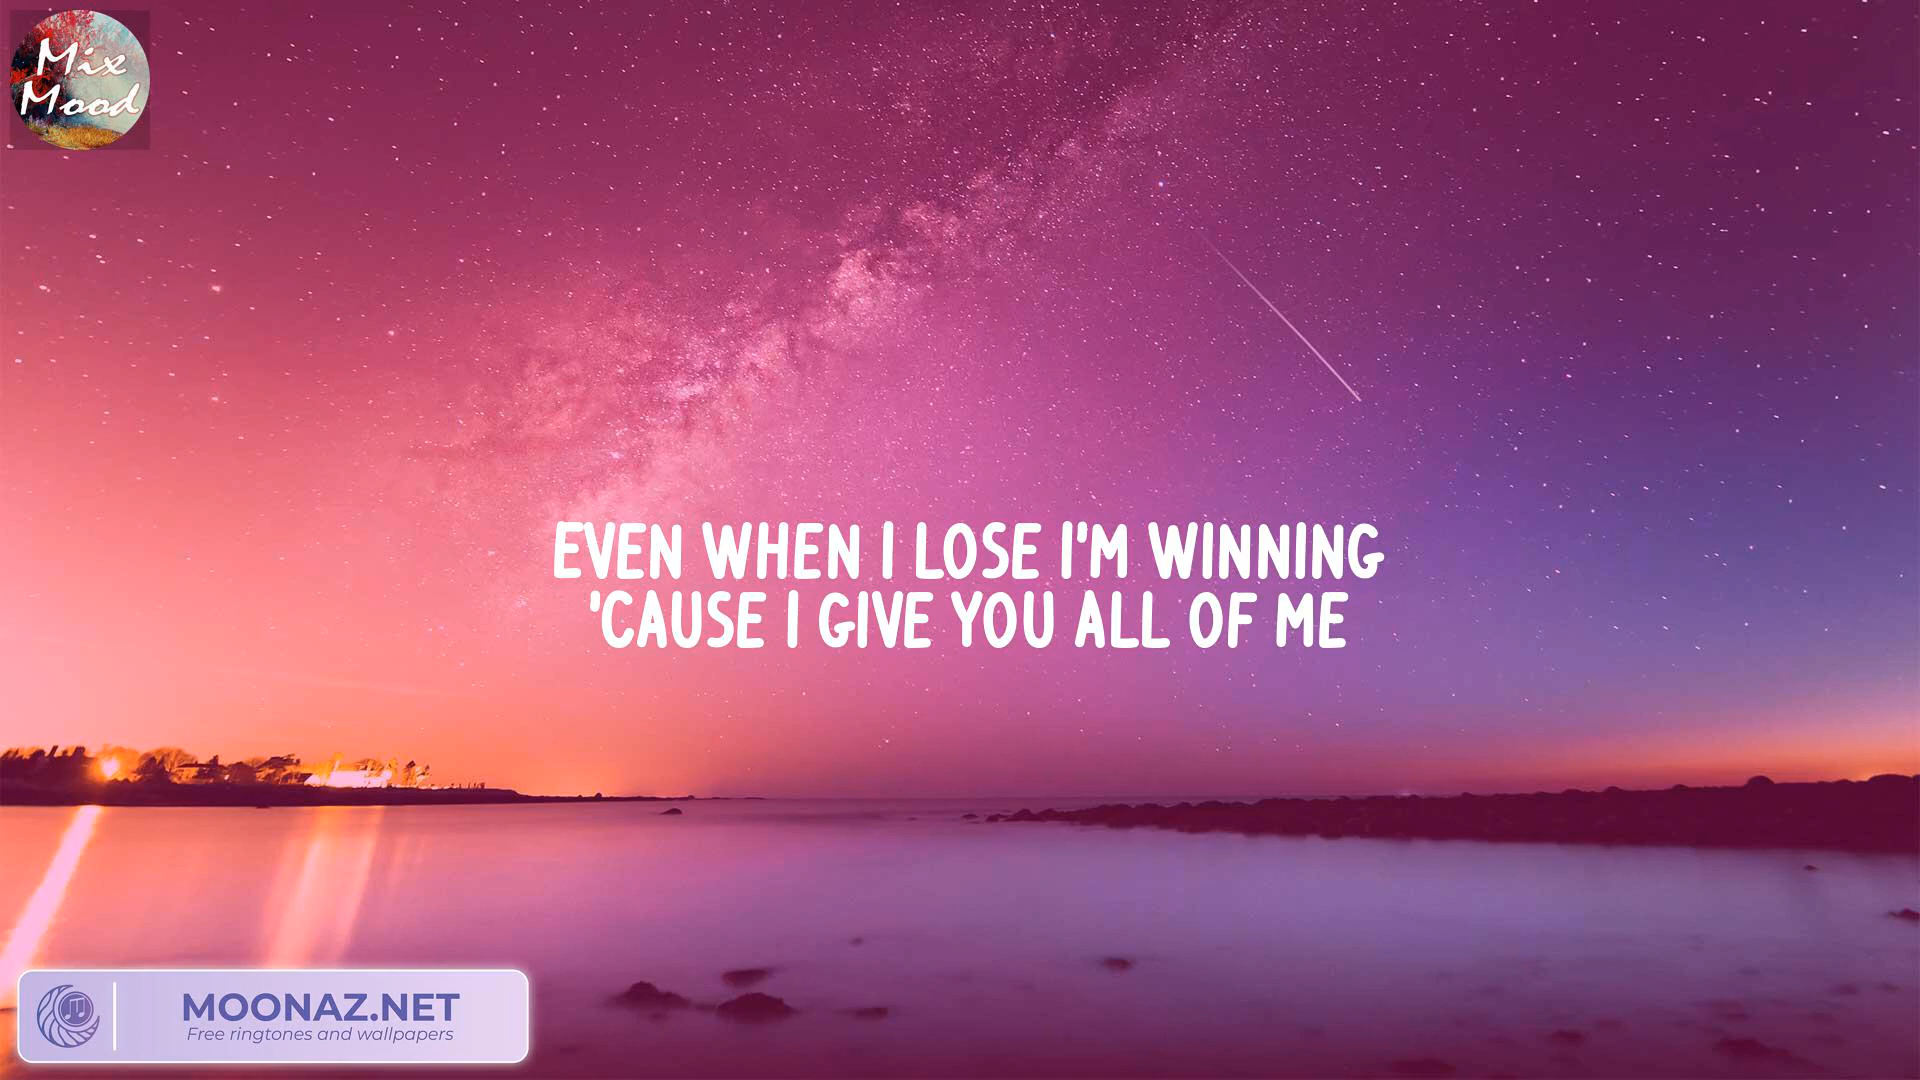 Mix
Mood
EVEN WHEN I LOSE I'M WINNING
'CAUSE I GIVE YOU ALL OF ME
MOONAZ.NET
Free ringtones and wallpapers